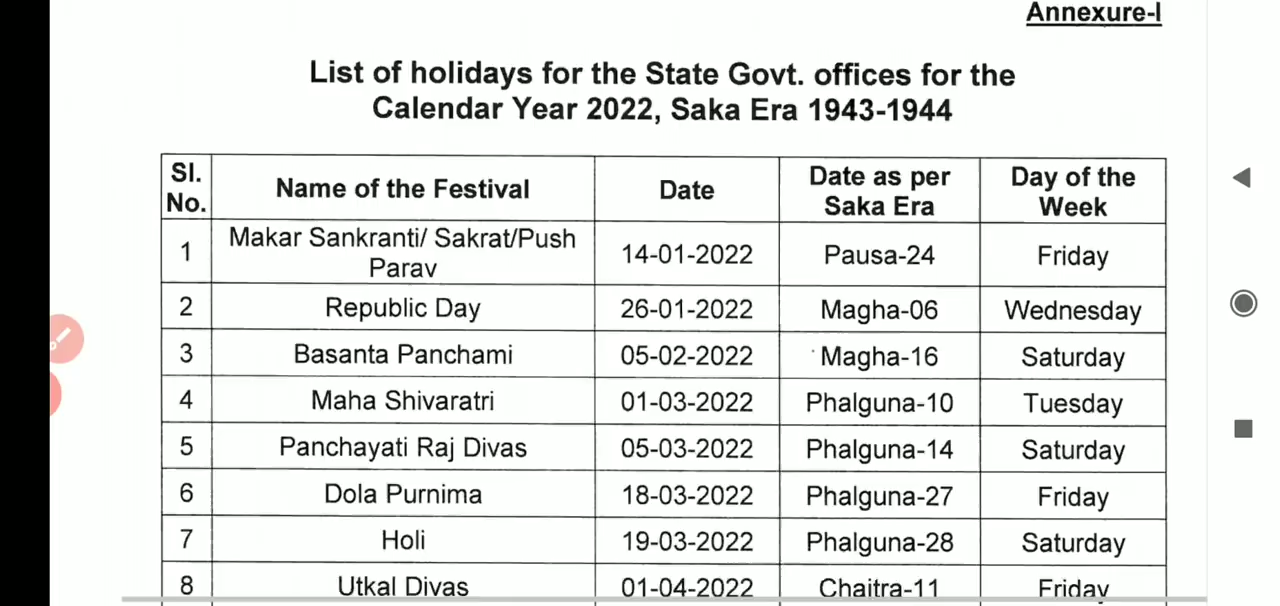 Annexure-I
List of holidays for the State Govt. offices for the
Calendar Year 2022, Saka Era 1943-1944
Sl. No. Name of the Festival Date Date as per Saka Era Day of the Week
1 Makar Sankranti/ Sakrat/Push Parav 14-01-2022 Pausa-24 Friday
2 Republic Day 26-01-2022 Magha-06 Wednesday
3 Basanta Panchami 05-02-2022 Magha-16 Saturday
4 Maha Shivaratri 01-03-2022 Phalguna-10 Tuesday
5 Panchayati Raj Divas 05-03-2022 Phalguna-14 Saturday
6 Dola Purnima 18-03-2022 Phalguna-27 Friday
7 Holi 19-03-2022 Phalguna-28 Saturday
8 Utkal Divas 01-04-2022 Chaitra-11 Friday